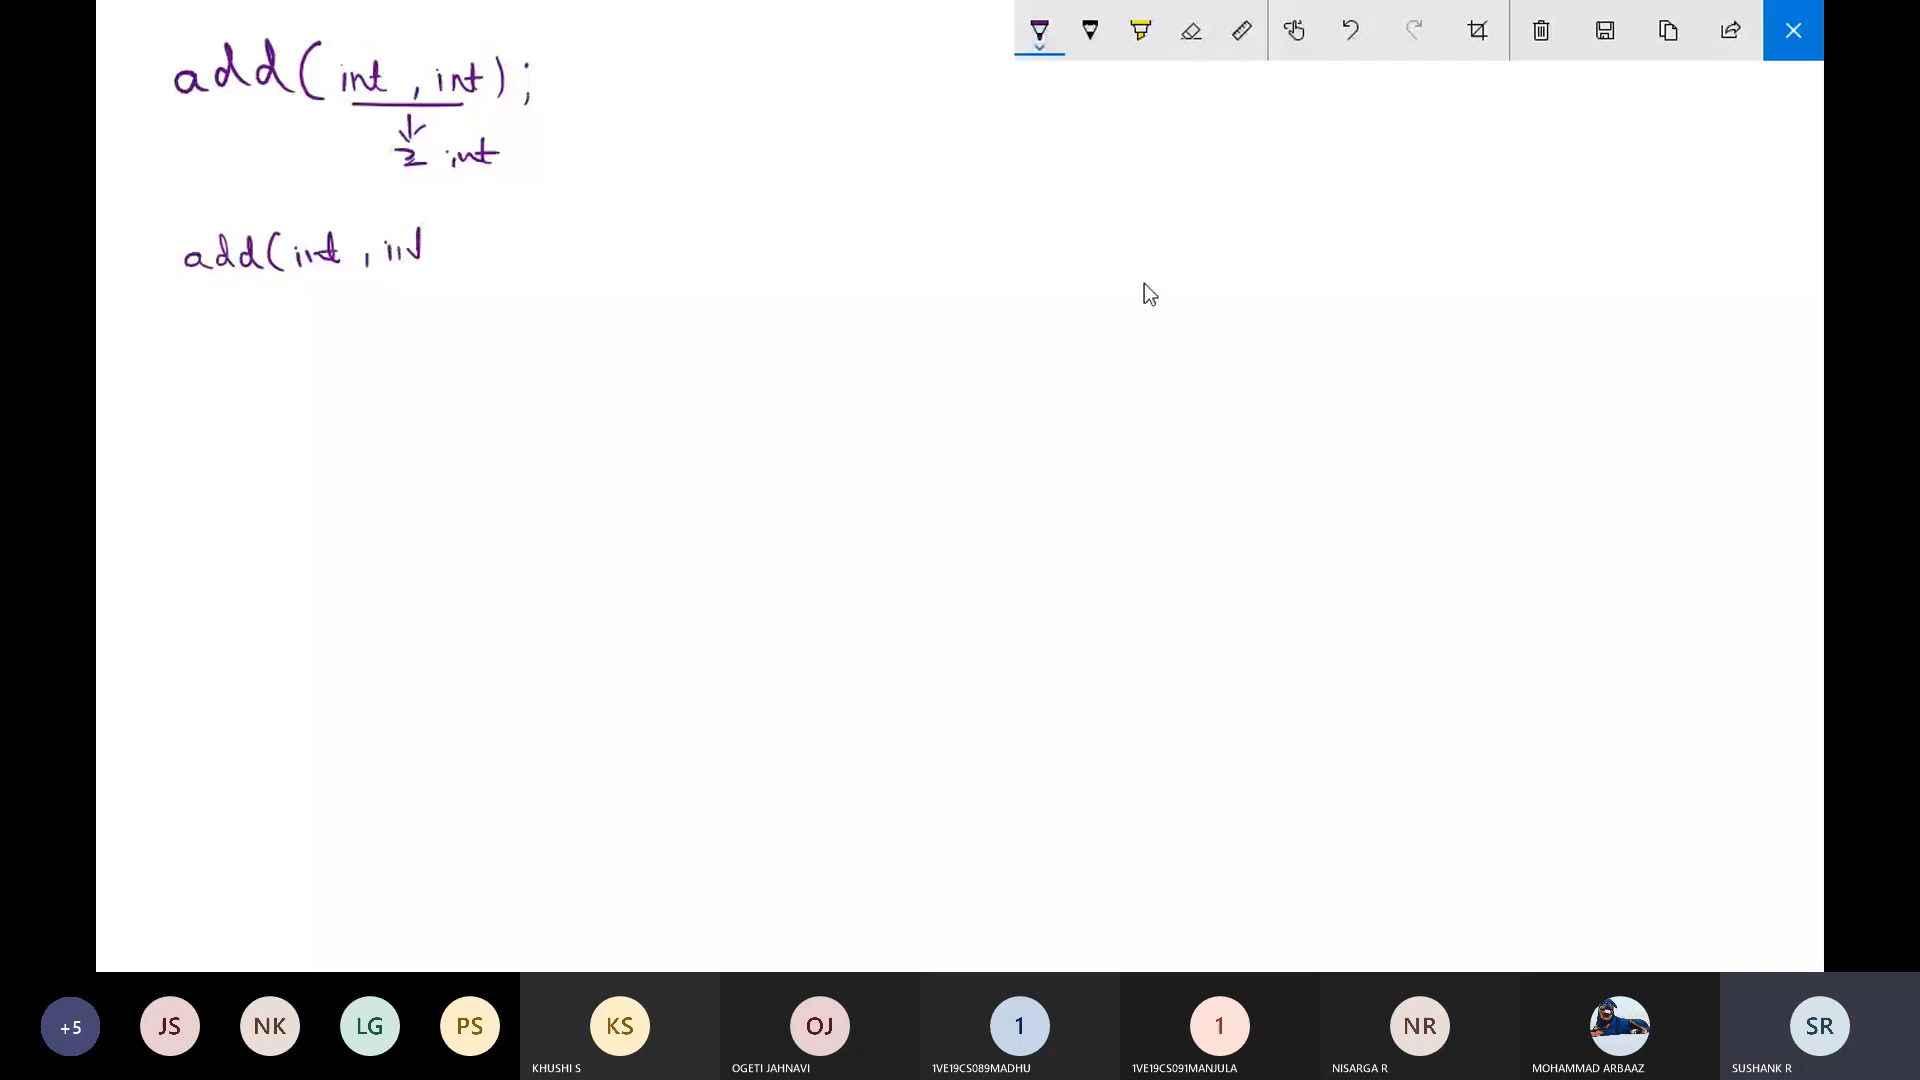 add(int , int);
↓
2 int
add(int , int
+5 JS NK LG PS KS OJ 1 1 NR SR
KHUSHI S OGETI JAHNAVI 1VE19CS089MADHU 1VE19CS091MANJULA NISARGA R MOHAMMAD ARBAAZ SUSHANK R